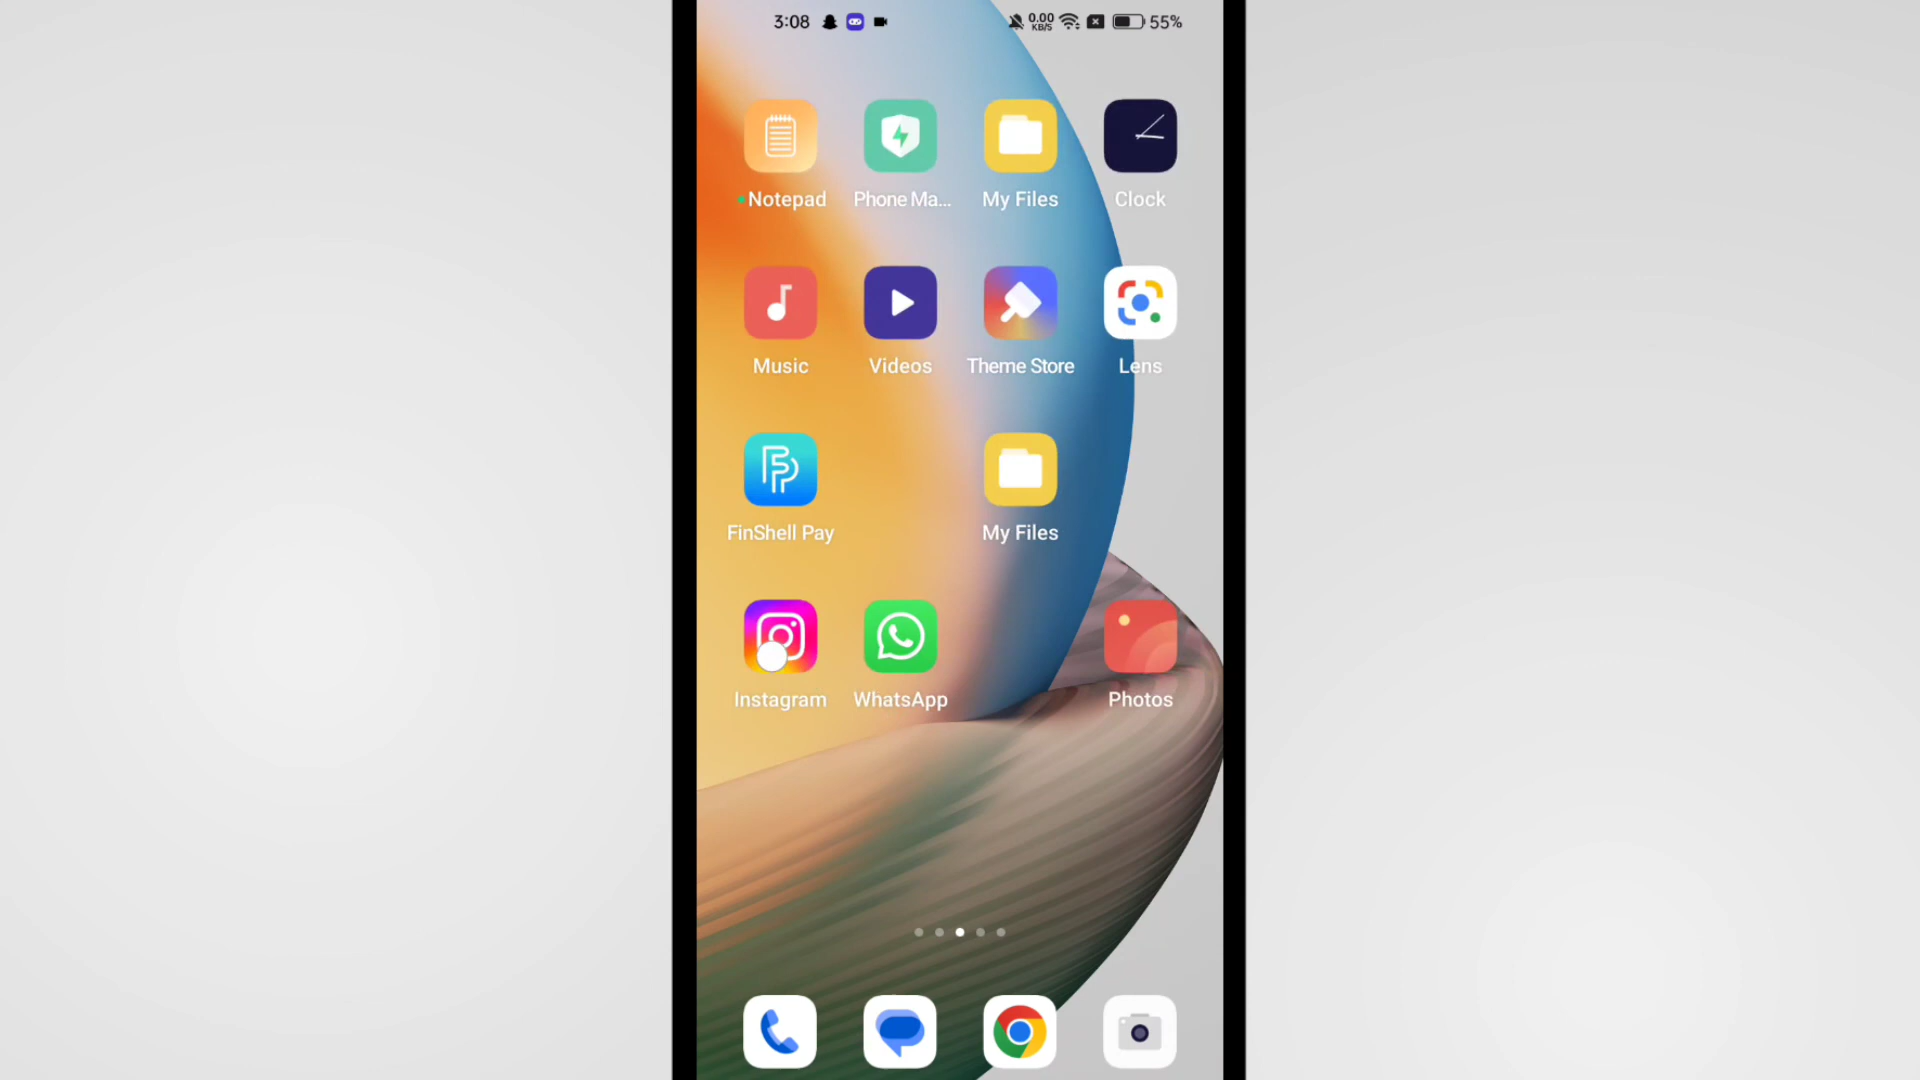 3:08 0.00 KB/S 55%
Notepad Phone Ma... My Files Clock
Music Videos Theme Store Lens
FinShell Pay My Files
Instagram WhatsApp Photos